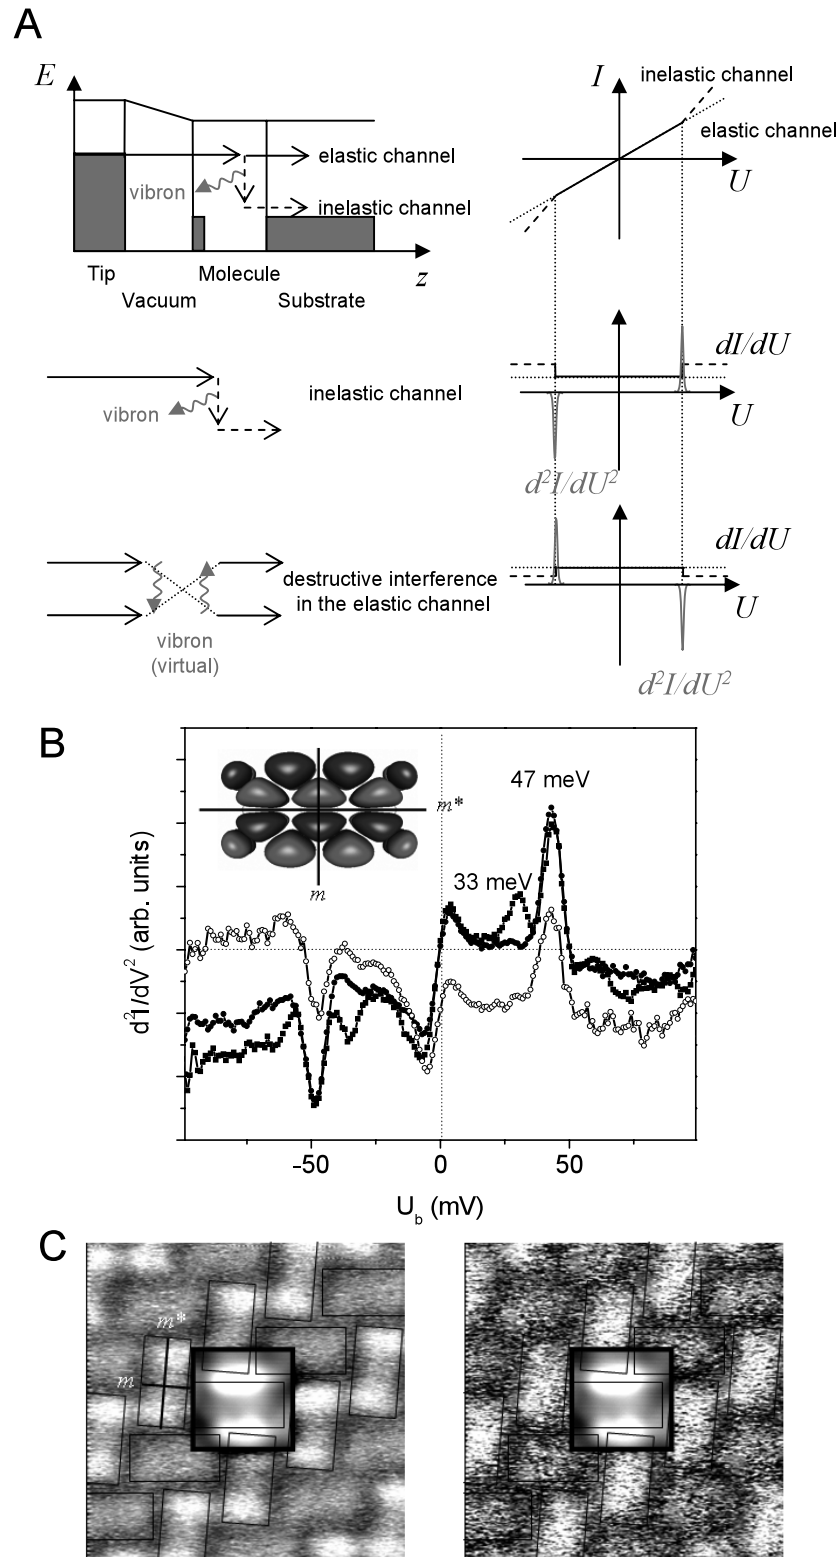 A
E
inelastic channel
I
elastic channel
elastic channel
vibron
U
inelastic channel
Tip
Molecule
z
Vacuum
Substrate
dI/dU
inelastic channel
vibron
U
d²I/dU²
dI/dU
destructive interference
in the elastic channel
U
vibron
(virtual)
d²I/dU²
B
47 meV
m*
33 meV
m
d²I/dV² (arb. units)
-50
0
50
U_b (mV)
C
m*
m